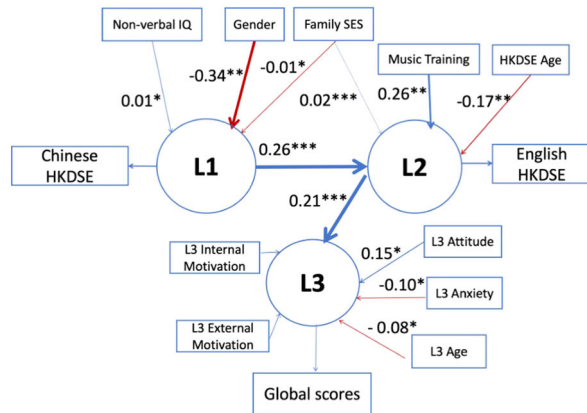 Non-verbal IQ
Gender
Family SES
Music Training
HKDSE Age
-0.34**
-0.01*
0.01*
0.02***
0.26**
-0.17**
Chinese
HKDSE
L1
0.26***
L2
English
HKDSE
0.21***
L3 Internal
Motivation
L3
0.15*
L3 Attitude
-0.10*
L3 Anxiety
L3 External
Motivation
- 0.08*
L3 Age
Global scores